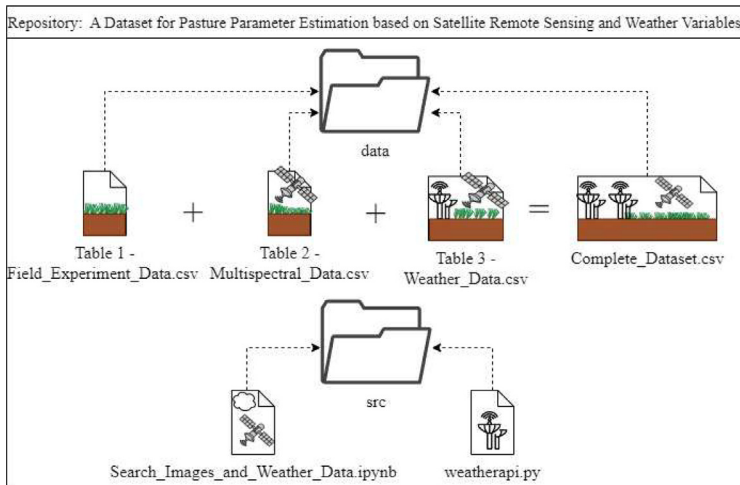 Repository: A Dataset for Pasture Parameter Estimation based on Satellite Remote Sensing and Weather Variables
data
+
+
=
Table 1 -
Field_Experiment_Data.csv
Table 2 -
Multispectral_Data.csv
Table 3 -
Weather_Data.csv
Complete_Dataset.csv
src
Search_Images_and_Weather_Data.ipynb
weatherapi.py